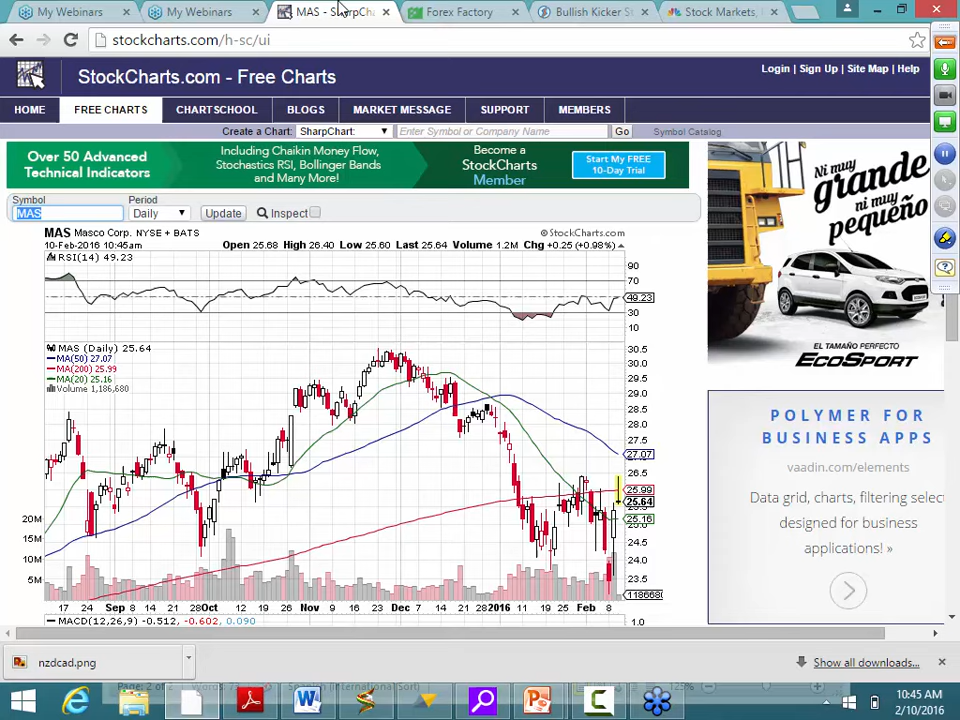 My Webinars
My Webinars
MAS - SharpCha
Forex Factory
Bullish Kicker St
Stock Markets,
stockcharts.com/h-sc/ui
StockCharts.com - Free Charts
Login | Sign Up | Site Map | Help
HOME
FREE CHARTS
CHARTSCHOOL
BLOGS
MARKET MESSAGE
SUPPORT
MEMBERS
Create a Chart: SharpChart: Enter Symbol or Company Name Go Symbol Catalog
Over 50 Advanced
Technical Indicators
Including Chaikin Money Flow,
Stochastics RSI, Bollinger Bands
and Many More!
Become a
StockCharts
Member
Start My FREE
10-Day Trial
Symbol
MAS
Period
Daily
Update
Inspect
MAS Masco Corp. NYSE + BATS
© StockCharts.com
10-Feb-2016 10:45am
Open 25.68 High 26.40 Low 25.60 Last 25.64 Volume 1.2M Chg +0.25 (+0.98%)
RSI(14) 49.23
90
70
49.23
30
10
MAS (Daily) 25.64
MA(50) 27.07
MA(200) 25.99
MA(20) 25.16
Volume 1,186,680
30.5
30.0
29.5
29.0
28.5
28.0
27.5
27.07
26.5
25.99
25.64
25.16
24.5
24.0
23.5
1186680
20M
15M
10M
5M
17 24 Sep 8 14 21 28 Oct 12 19 26 Nov 9 16 23 Dec 7 14 21 28 2016 11 19 25 Feb 8
MACD(12,26,9) -0.512, -0.602, 0.090
1.0
Ni muy
grande
ni muy
pequeño
EL TAMAÑO PERFECTO
ECOSPORT
POLYMER FOR
BUSINESS APPS
vaadin.com/elements
Data grid, charts, filtering select
designed for business
applications! »
nzdcad.png
Show all downloads...
Page: 2 of 2
10:45 AM
2/10/2016